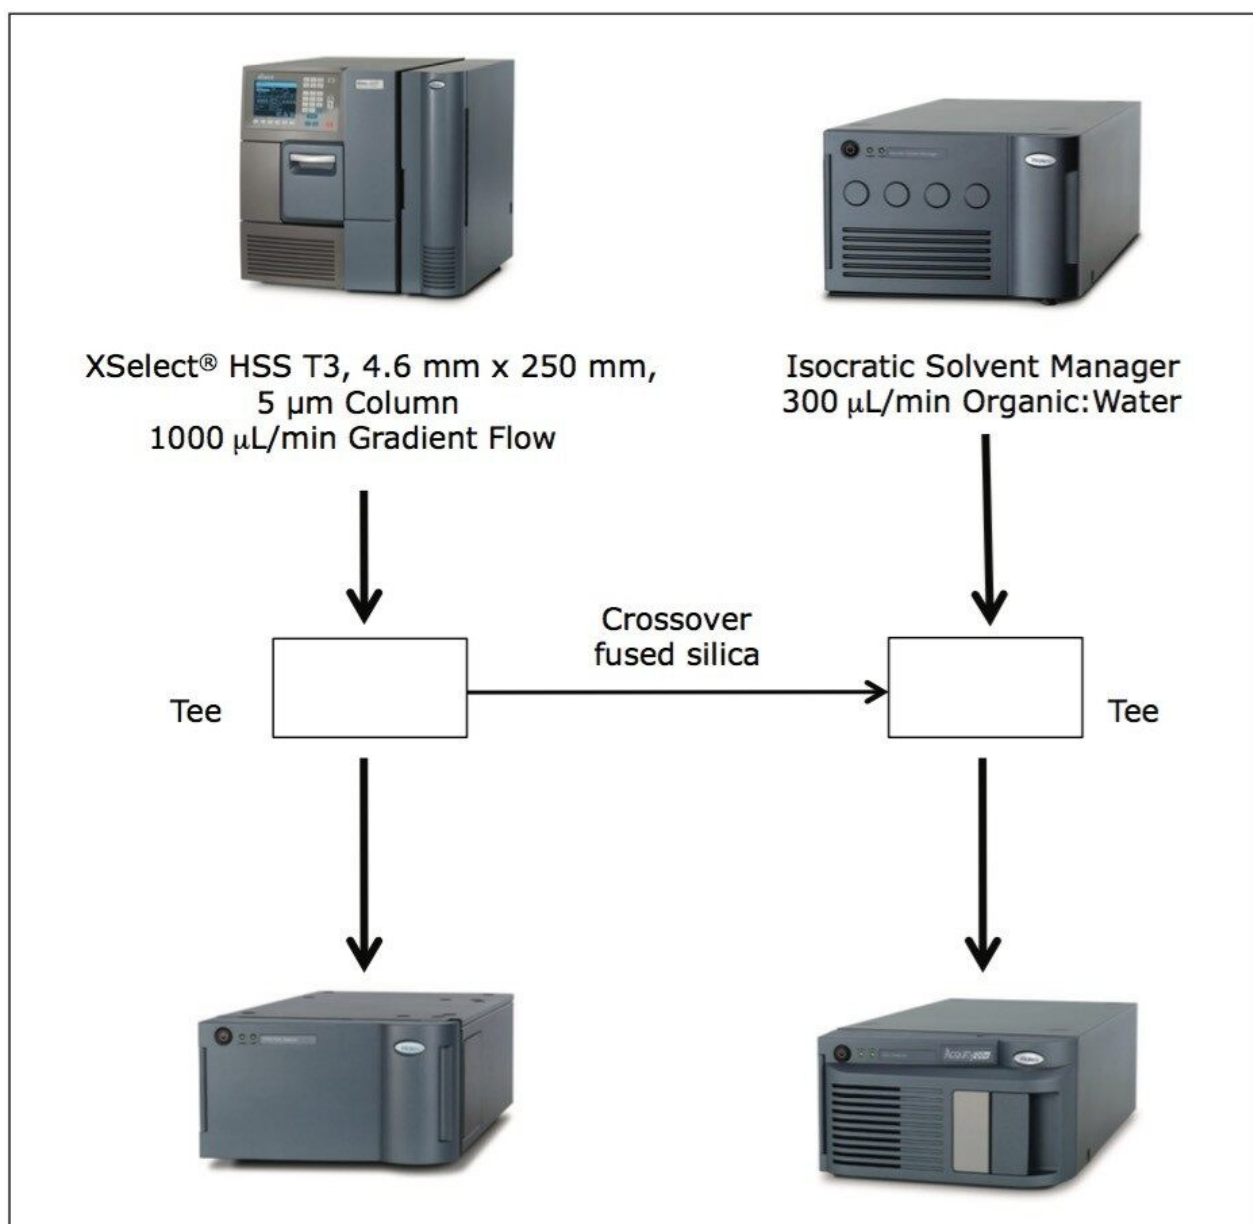 XSelect® HSS T3, 4.6 mm x 250 mm,
5 µm Column
1000 µL/min Gradient Flow
Isocratic Solvent Manager
300 µL/min Organic:Water
Crossover
fused silica
Tee
Tee